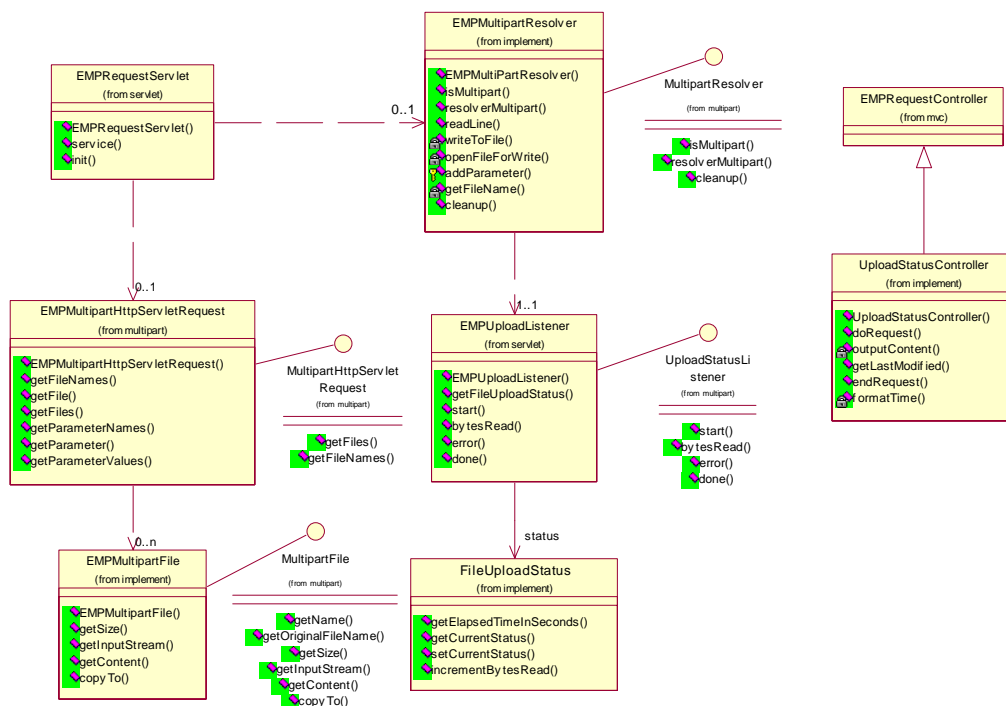 EMPMultipartResolver
(from implement)
EMPMultiPartResolver()
isMultipart()
resolverMultipart()
readLine()
writeToFile()
openFileForWrite()
addParameter()
getFileName()
cleanup()
MultipartResolver
(from multipart)
isMultipart()
resolverMultipart()
cleanup()
EMPRequestServlet
(from servlet)
EMPRequestServlet()
service()
init()
0..1
0..1
EMPRequestController
(from mvc)
UploadStatusController
(from implement)
UploadStatusController()
doRequest()
outputContent()
getLastModified()
endRequest()
formatTime()
EMPMultipartHttpServletRequest
(from multipart)
EMPMultipartHttpServletRequest()
getFileNames()
getFile()
getFiles()
getParameterNames()
getParameter()
getParameterValues()
MultipartHttpServlet
Request
(from multipart)
getFiles()
getFileNames()
1..1
EMPUploadListener
(from servlet)
EMPUploadListener()
getFileUploadStatus()
start()
bytesRead()
error()
done()
UploadStatusLi
stener
(from multipart)
start()
bytesRead()
error()
done()
0..n
EMPMultipartFile
(from implement)
EMPMultipartFile()
getSize()
getInputStream()
getContent()
copyTo()
MultipartFile
(from multipart)
getName()
getOriginalFileName()
getSize()
getInputStream()
getContent()
copyTo()
status
FileUploadStatus
(from implement)
getElapsedTimeInSeconds()
getCurrentStatus()
setCurrentStatus()
incrementBytesRead()